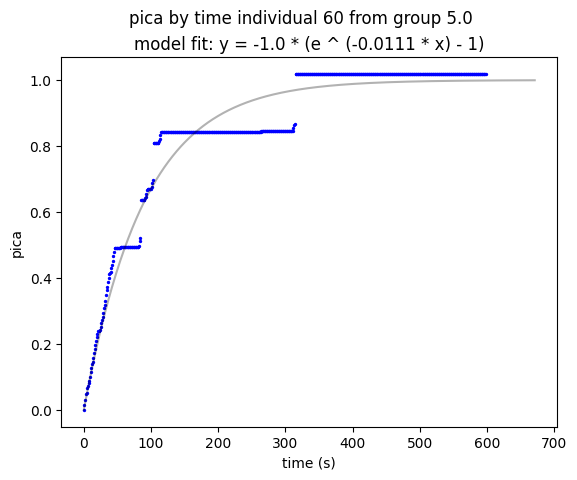 pica by time individual 60 from group 5.0
model fit: y = -1.0 * (e ^ (-0.0111 * x) - 1)
1.0
0.8
0.6
0.4
0.2
0.0
pica
0 100 200 300 400 500 600 700
time (s)